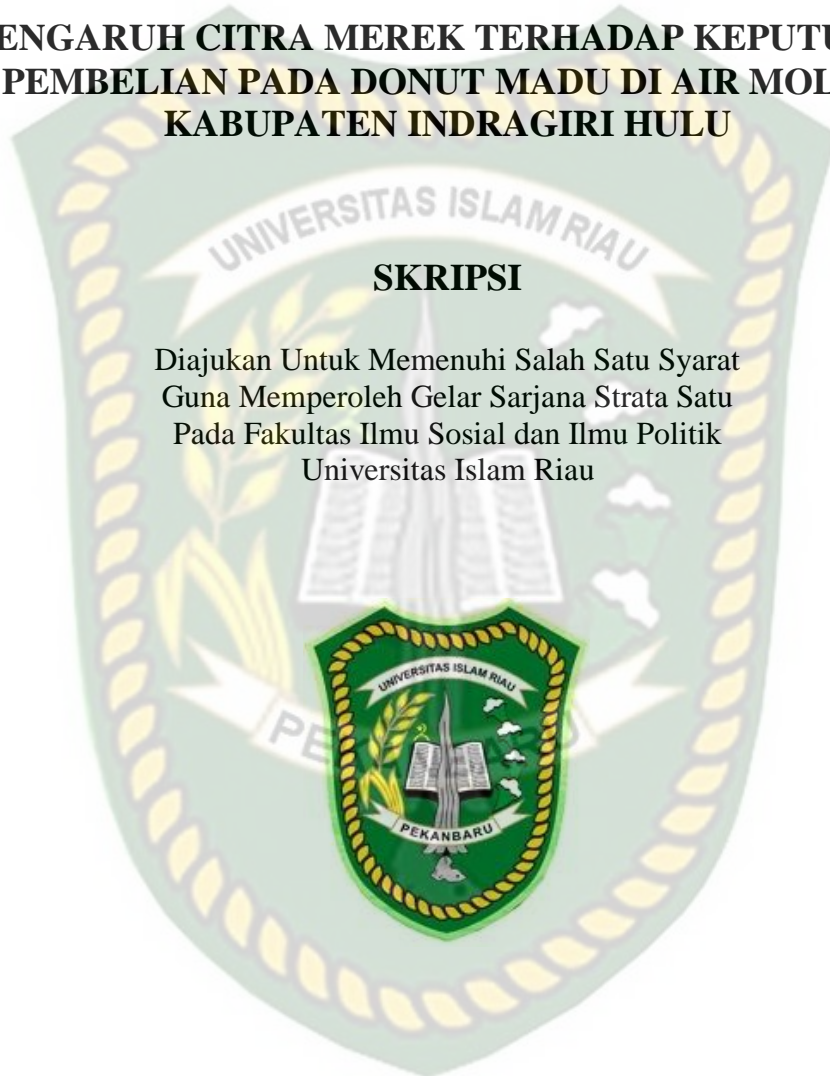 ENGARUH CITRA MEREK TERHADAP KEPUTU
PEMBELIAN PADA DONUT MADU DI AIR MOL
KABUPATEN INDRAGIRI HULU
UNIVERSITAS ISLAM RIAU
SKRIPSI
Diajukan Untuk Memenuhi Salah Satu Syarat
Guna Memperoleh Gelar Sarjana Strata Satu
Pada Fakultas Ilmu Sosial dan Ilmu Politik
Universitas Islam Riau
UNIVERSITAS ISLAM RIAU
PEKANBARU